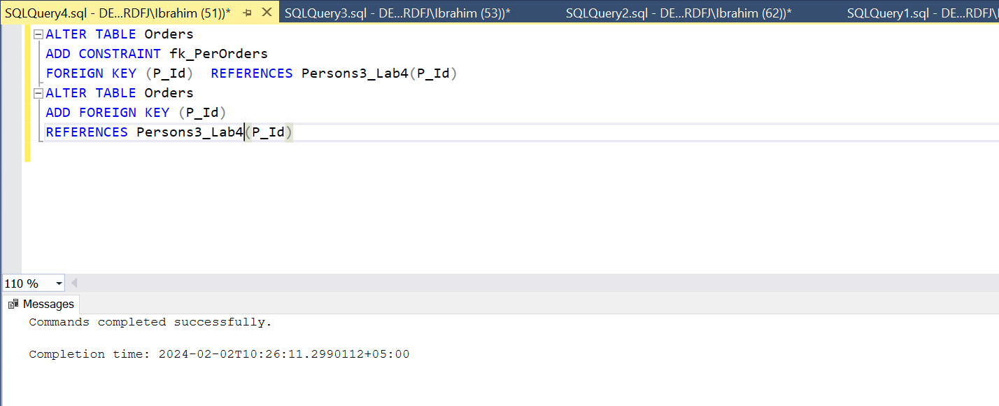 SQLQuery4.sql - DE...RDFJ\Ibrahim (51))* SQLQuery3.sql - DE...RDFJ\Ibrahim (53))* SQLQuery2.sql - DE...RDFJ\Ibrahim (62))* SQLQuery1.sql - DE...RDFJ\
ALTER TABLE Orders
ADD CONSTRAINT fk_PerOrders
FOREIGN KEY (P_Id)  REFERENCES Persons3_Lab4(P_Id)
ALTER TABLE Orders
ADD FOREIGN KEY (P_Id)
REFERENCES Persons3_Lab4(P_Id)
110 %
Messages
Commands completed successfully.
Completion time: 2024-02-02T10:26:11.2990112+05:00